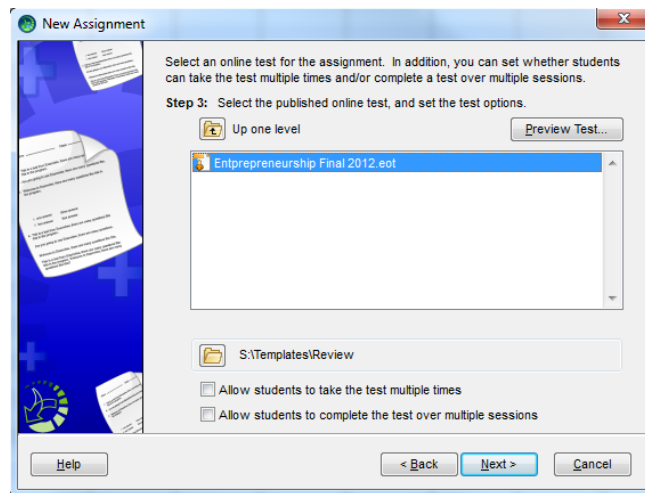 New Assignment
Select an online test for the assignment. In addition, you can set whether students
can take the test multiple times and/or complete a test over multiple sessions.
Step 3: Select the published online test, and set the test options.
Up one level
Preview Test...
Entprepreneurship Final 2012.eot
S:\Templates\Review
Allow students to take the test multiple times
Allow students to complete the test over multiple sessions
Help
< Back
Next >
Cancel